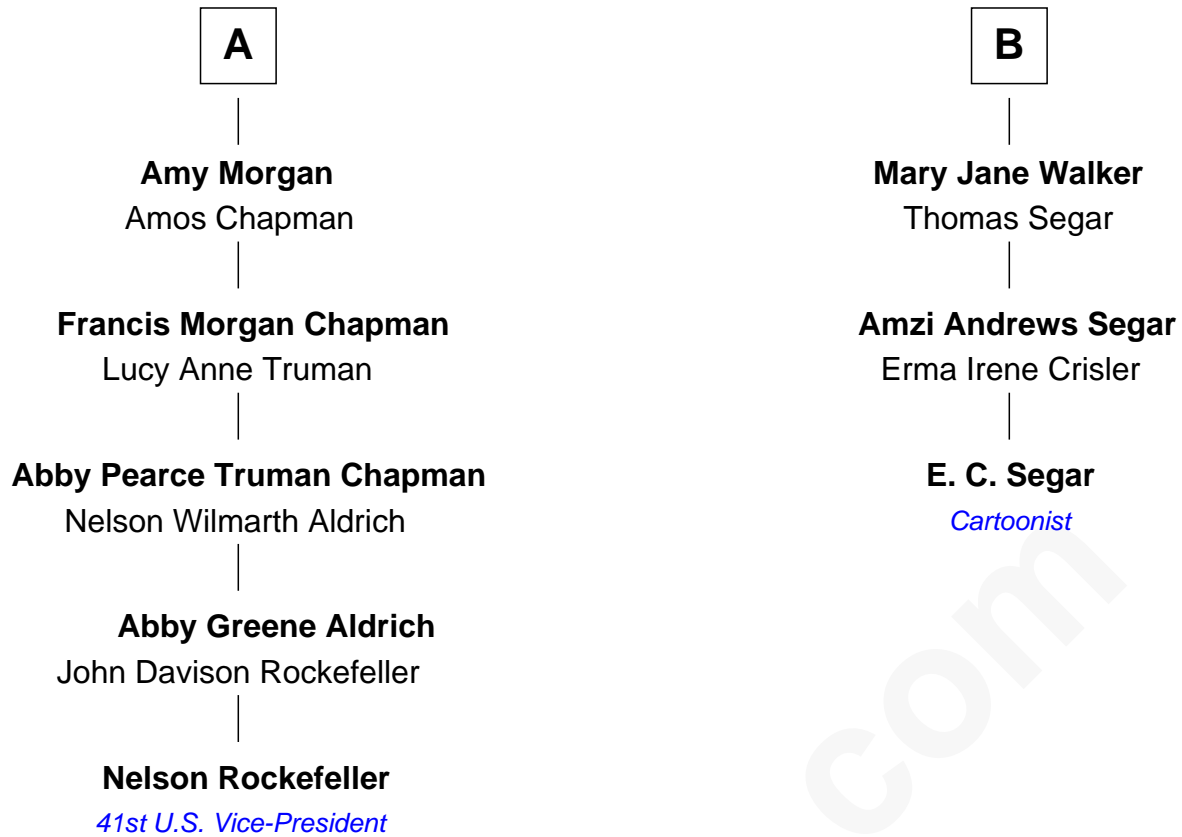 A
Amy Morgan
Amos Chapman
Francis Morgan Chapman
Lucy Anne Truman
Abby Pearce Truman Chapman
Nelson Wilmarth Aldrich
Abby Greene Aldrich
John Davison Rockefeller
Nelson Rockefeller
41st U.S. Vice-President
B
Mary Jane Walker
Thomas Segar
Amzi Andrews Segar
Erma Irene Crisler
E. C. Segar
Cartoonist
com